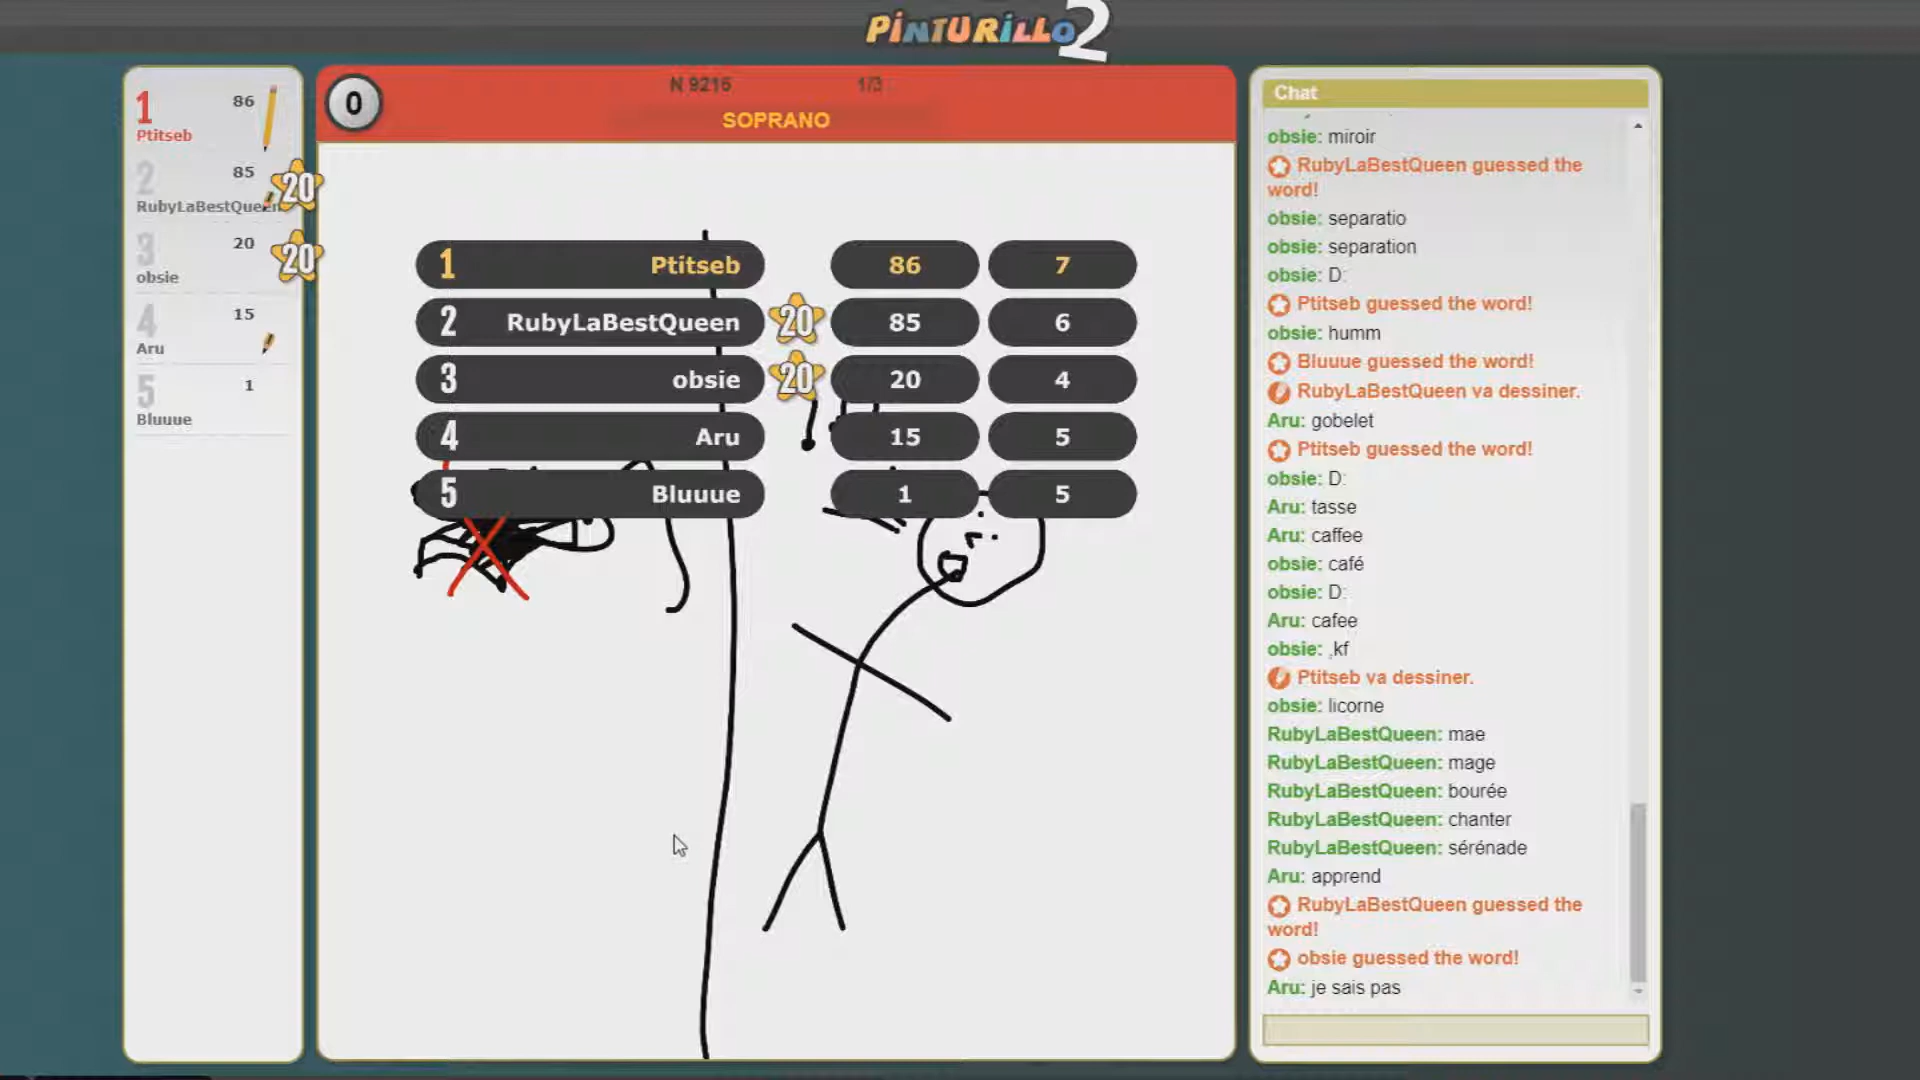 PiNTURiLLo2
1 86
Ptitseb
2 85 20
RubyLaBestQueen
3 20 20
obsie
4 15
Aru
5 1
Bluuue
0 N 9216 1/3
SOPRANO
1 Ptitseb 86 7
2 RubyLaBestQueen 20 85 6
3 obsie 20 20 4
4 Aru 15 5
5 Bluuue 1 5
Chat
obsie: miroir
RubyLaBestQueen guessed the
word!
obsie: separatio
obsie: separation
obsie: D:
Ptitseb guessed the word!
obsie: humm
Bluuue guessed the word!
RubyLaBestQueen va dessiner.
Aru: gobelet
Ptitseb guessed the word!
obsie: D:
Aru: tasse
Aru: caffee
obsie: café
obsie: D:
Aru: cafee
obsie: ,kf
Ptitseb va dessiner.
obsie: licorne
RubyLaBestQueen: mae
RubyLaBestQueen: mage
RubyLaBestQueen: bourée
RubyLaBestQueen: chanter
RubyLaBestQueen: sérénade
Aru: apprend
RubyLaBestQueen guessed the
word!
obsie guessed the word!
Aru: je sais pas